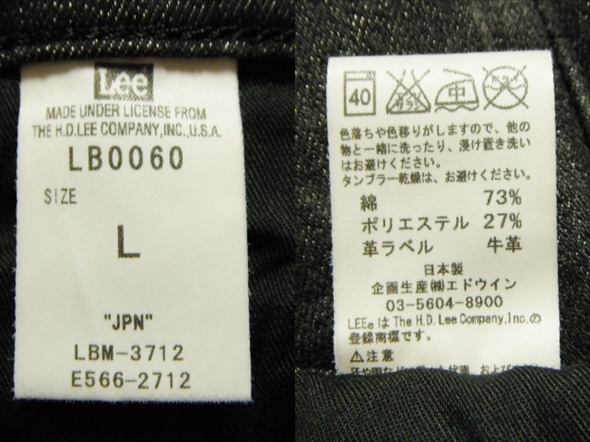 Lee
MADE UNDER LICENSE FROM
THE H.D.LEE COMPANY,INC.,U.S.A.
LB0060
SIZE
L
"JPN"
LBM-3712
E566-2712
40
中
色落ちや色移りがしますので、他の
物と一緒に洗ったり、浸け置き洗い
はお避けください。
タンブラー乾燥は、お避けください。
綿 73%
ポリエステル 27%
革ラベル 牛革
日本製
企画生産㈱エドウイン
03-5604-8900
LEE®は The H.D.Lee Company,Inc.の
登録商標です。
⚠注意